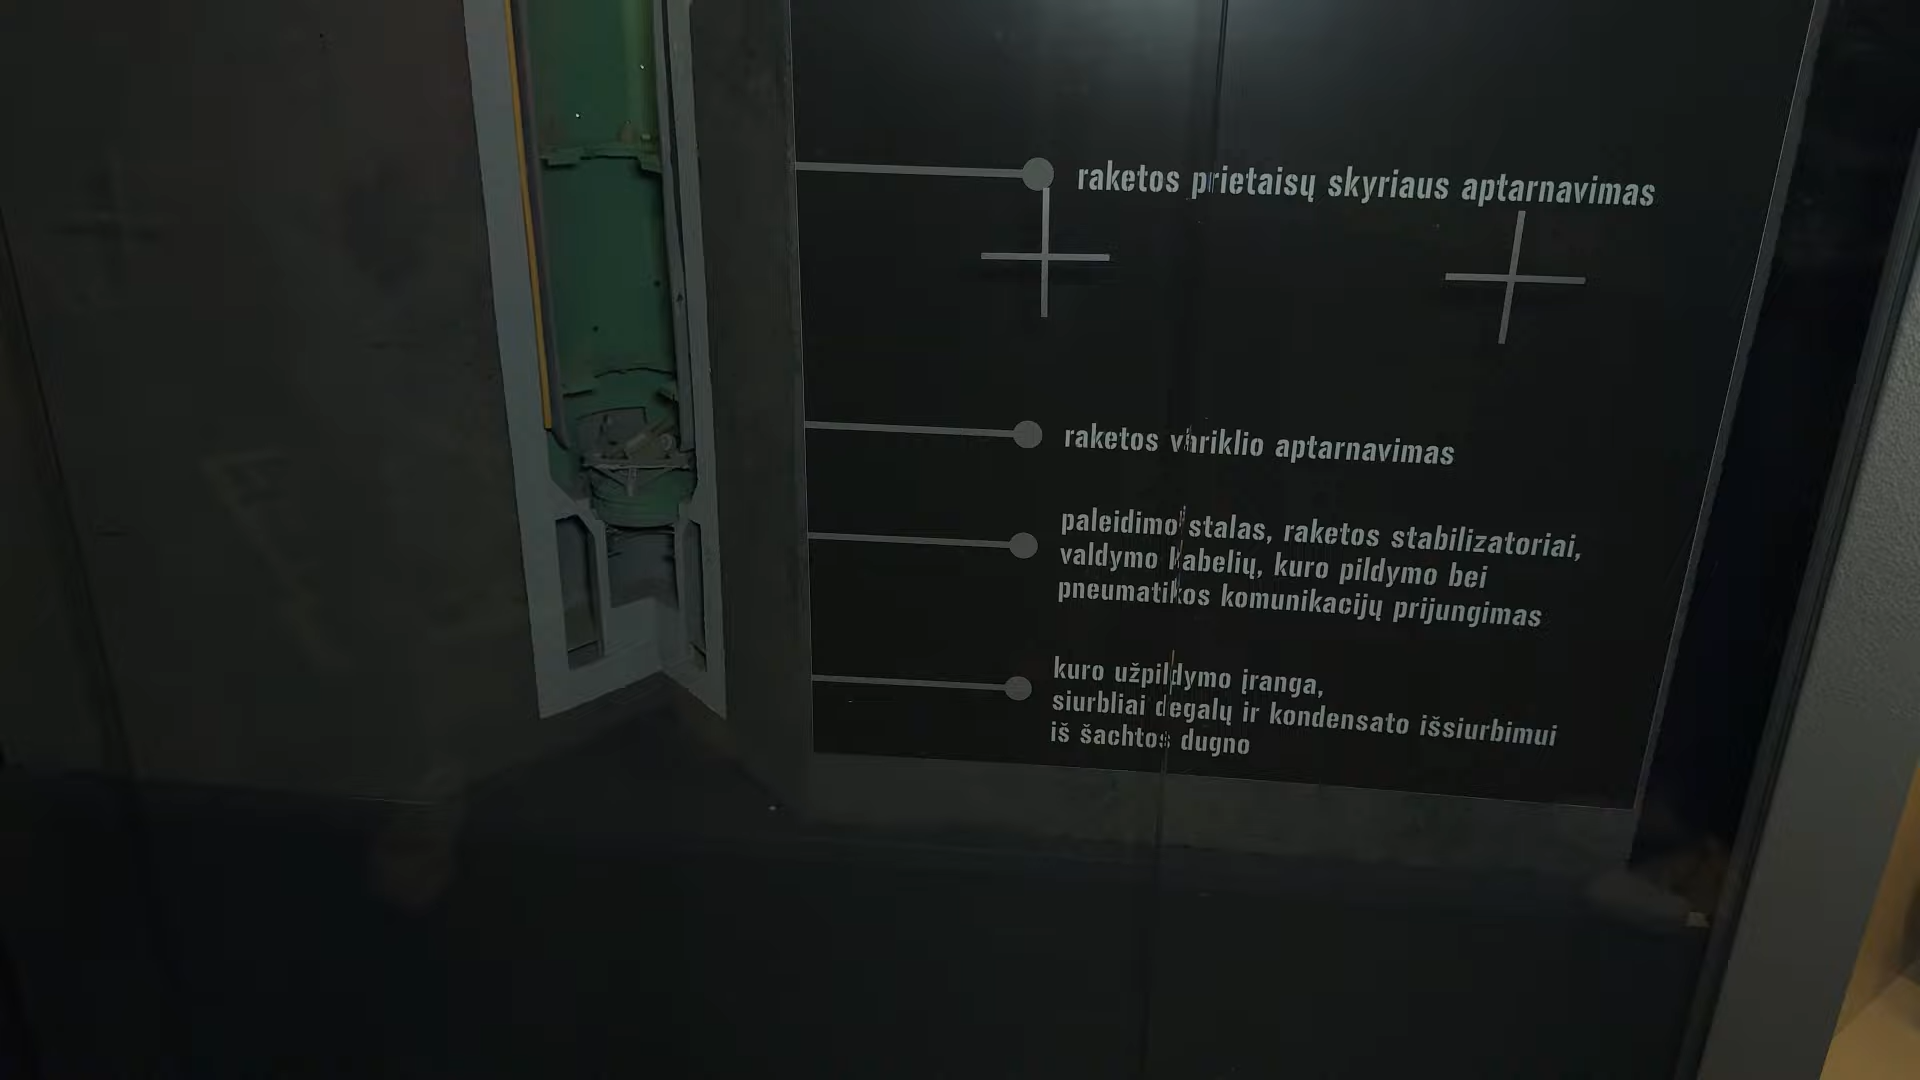 raketos prietaisų skyriaus aptarnavimas
raketos variklio aptarnavimas
paleidimo stalas, raketos stabilizatoriai,
valdymo kabelių, kuro pildymo bei
pneumatikos komunikacijų prijungimas
kuro užpildymo įranga,
siurbliai degalų ir kondensato išsiurbimui
iš šachtos dugno